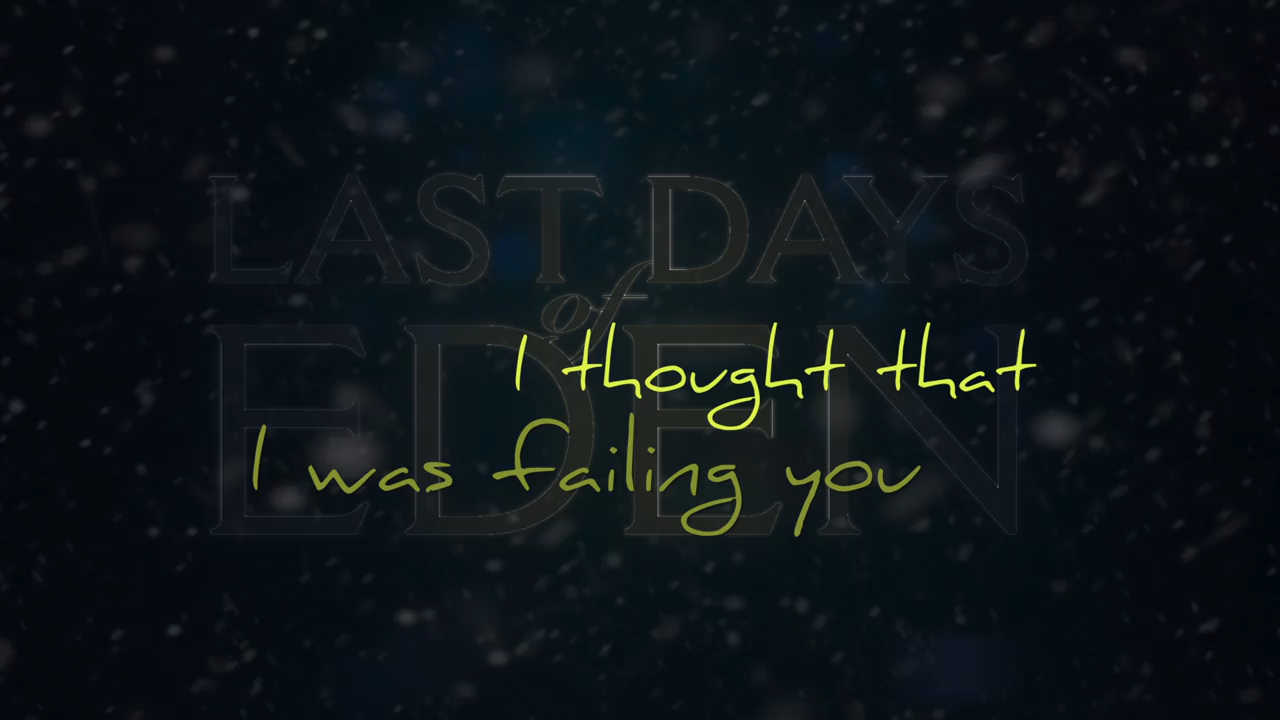 LAST DAYS
of
EDEN
I thought that
I was failing you